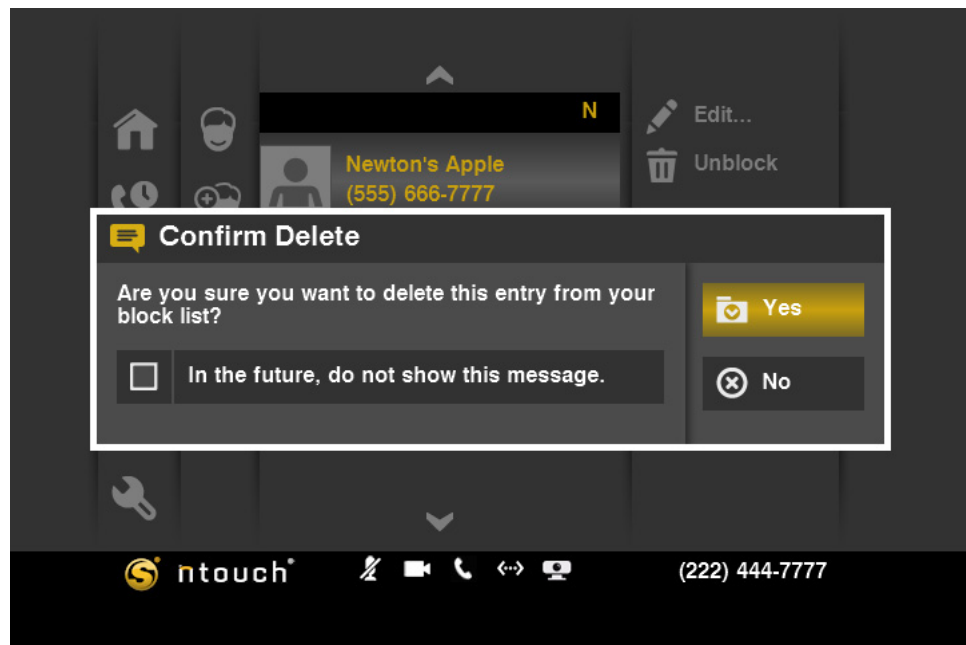 N
Edit...
Newton's Apple
Unblock
(555) 666-7777
Confirm Delete
Are you sure you want to delete this entry from your
block list?
Yes
In the future, do not show this message.
No
ntouch®
(222) 444-7777